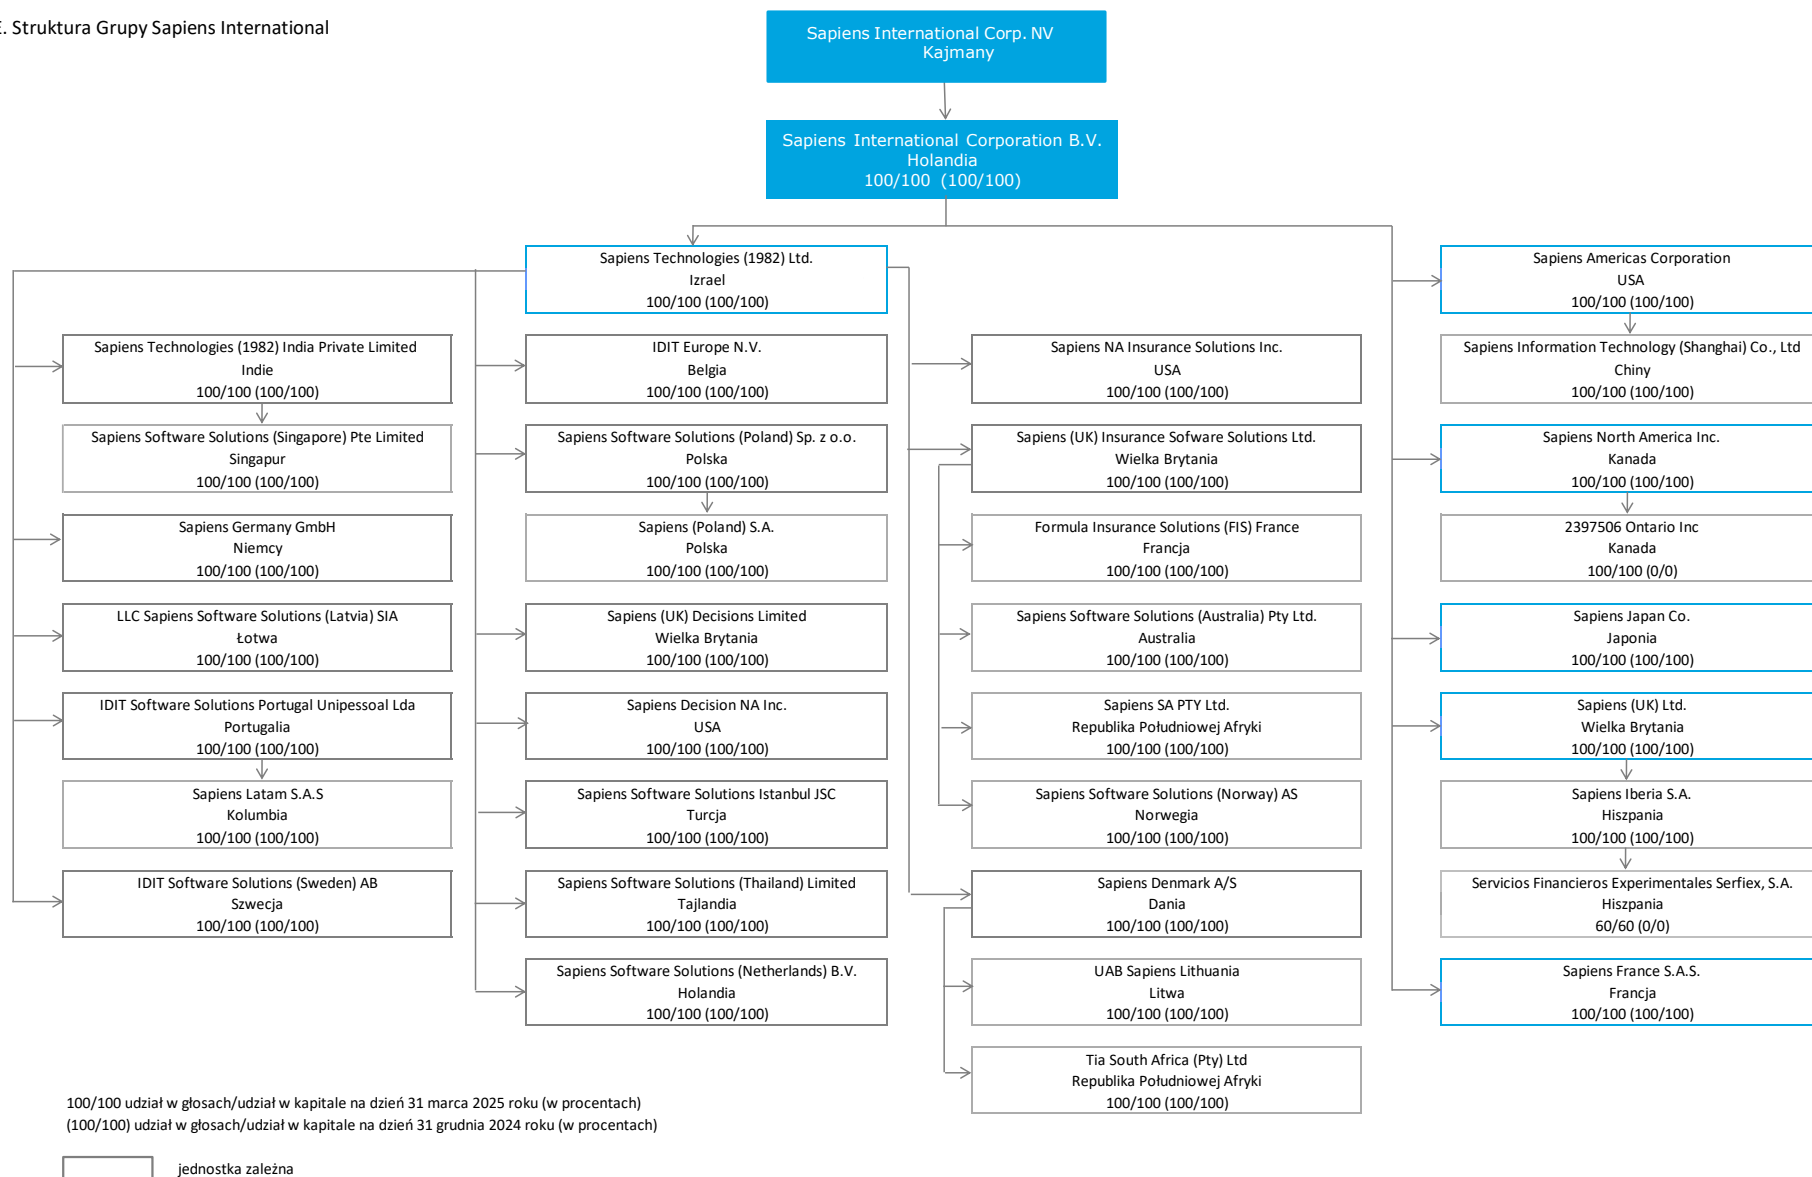 E. Struktura Grupy Sapiens International
Sapiens International Corp. NV
Kajmany
Sapiens International Corporation B.V.
Holandia
100/100 (100/100)
Sapiens Technologies (1982) Ltd.
Izrael
100/100 (100/100)
Sapiens Americas Corporation
USA
100/100 (100/100)
Sapiens Technologies (1982) India Private Limited
Indie
100/100 (100/100)
IDIT Europe N.V.
Belgia
100/100 (100/100)
Sapiens NA Insurance Solutions Inc.
USA
100/100 (100/100)
Sapiens Information Technology (Shanghai) Co., Ltd
Chiny
100/100 (100/100)
Sapiens Software Solutions (Singapore) Pte Limited
Singapur
100/100 (100/100)
Sapiens Software Solutions (Poland) Sp. z o.o.
Polska
100/100 (100/100)
Sapiens (UK) Insurance Sofware Solutions Ltd.
Wielka Brytania
100/100 (100/100)
Sapiens North America Inc.
Kanada
100/100 (100/100)
Sapiens Germany GmbH
Niemcy
100/100 (100/100)
Sapiens (Poland) S.A.
Polska
100/100 (100/100)
Formula Insurance Solutions (FIS) France
Francja
100/100 (100/100)
2397506 Ontario Inc
Kanada
100/100 (0/0)
LLC Sapiens Software Solutions (Latvia) SIA
Łotwa
100/100 (100/100)
Sapiens (UK) Decisions Limited
Wielka Brytania
100/100 (100/100)
Sapiens Software Solutions (Australia) Pty Ltd.
Australia
100/100 (100/100)
Sapiens Japan Co.
Japonia
100/100 (100/100)
IDIT Software Solutions Portugal Unipessoal Lda
Portugalia
100/100 (100/100)
Sapiens Decision NA Inc.
USA
100/100 (100/100)
Sapiens SA PTY Ltd.
Republika Południowej Afryki
100/100 (100/100)
Sapiens (UK) Ltd.
Wielka Brytania
100/100 (100/100)
Sapiens Latam S.A.S
Kolumbia
100/100 (100/100)
Sapiens Software Solutions Istanbul JSC
Turcja
100/100 (100/100)
Sapiens Software Solutions (Norway) AS
Norwegia
100/100 (100/100)
Sapiens Iberia S.A.
Hiszpania
100/100 (100/100)
IDIT Software Solutions (Sweden) AB
Szwecja
100/100 (100/100)
Sapiens Software Solutions (Thailand) Limited
Tajlandia
100/100 (100/100)
Sapiens Denmark A/S
Dania
100/100 (100/100)
Servicios Financieros Experimentales Serfiex, S.A.
Hiszpania
60/60 (0/0)
Sapiens Software Solutions (Netherlands) B.V.
Holandia
100/100 (100/100)
UAB Sapiens Lithuania
Litwa
100/100 (100/100)
Sapiens France S.A.S.
Francja
100/100 (100/100)
Tia South Africa (Pty) Ltd
Republika Południowej Afryki
100/100 (100/100)
100/100 udział w głosach/udział w kapitale na dzień 31 marca 2025 roku (w procentach)
(100/100) udział w głosach/udział w kapitale na dzień 31 grudnia 2024 roku (w procentach)
jednostka zależna